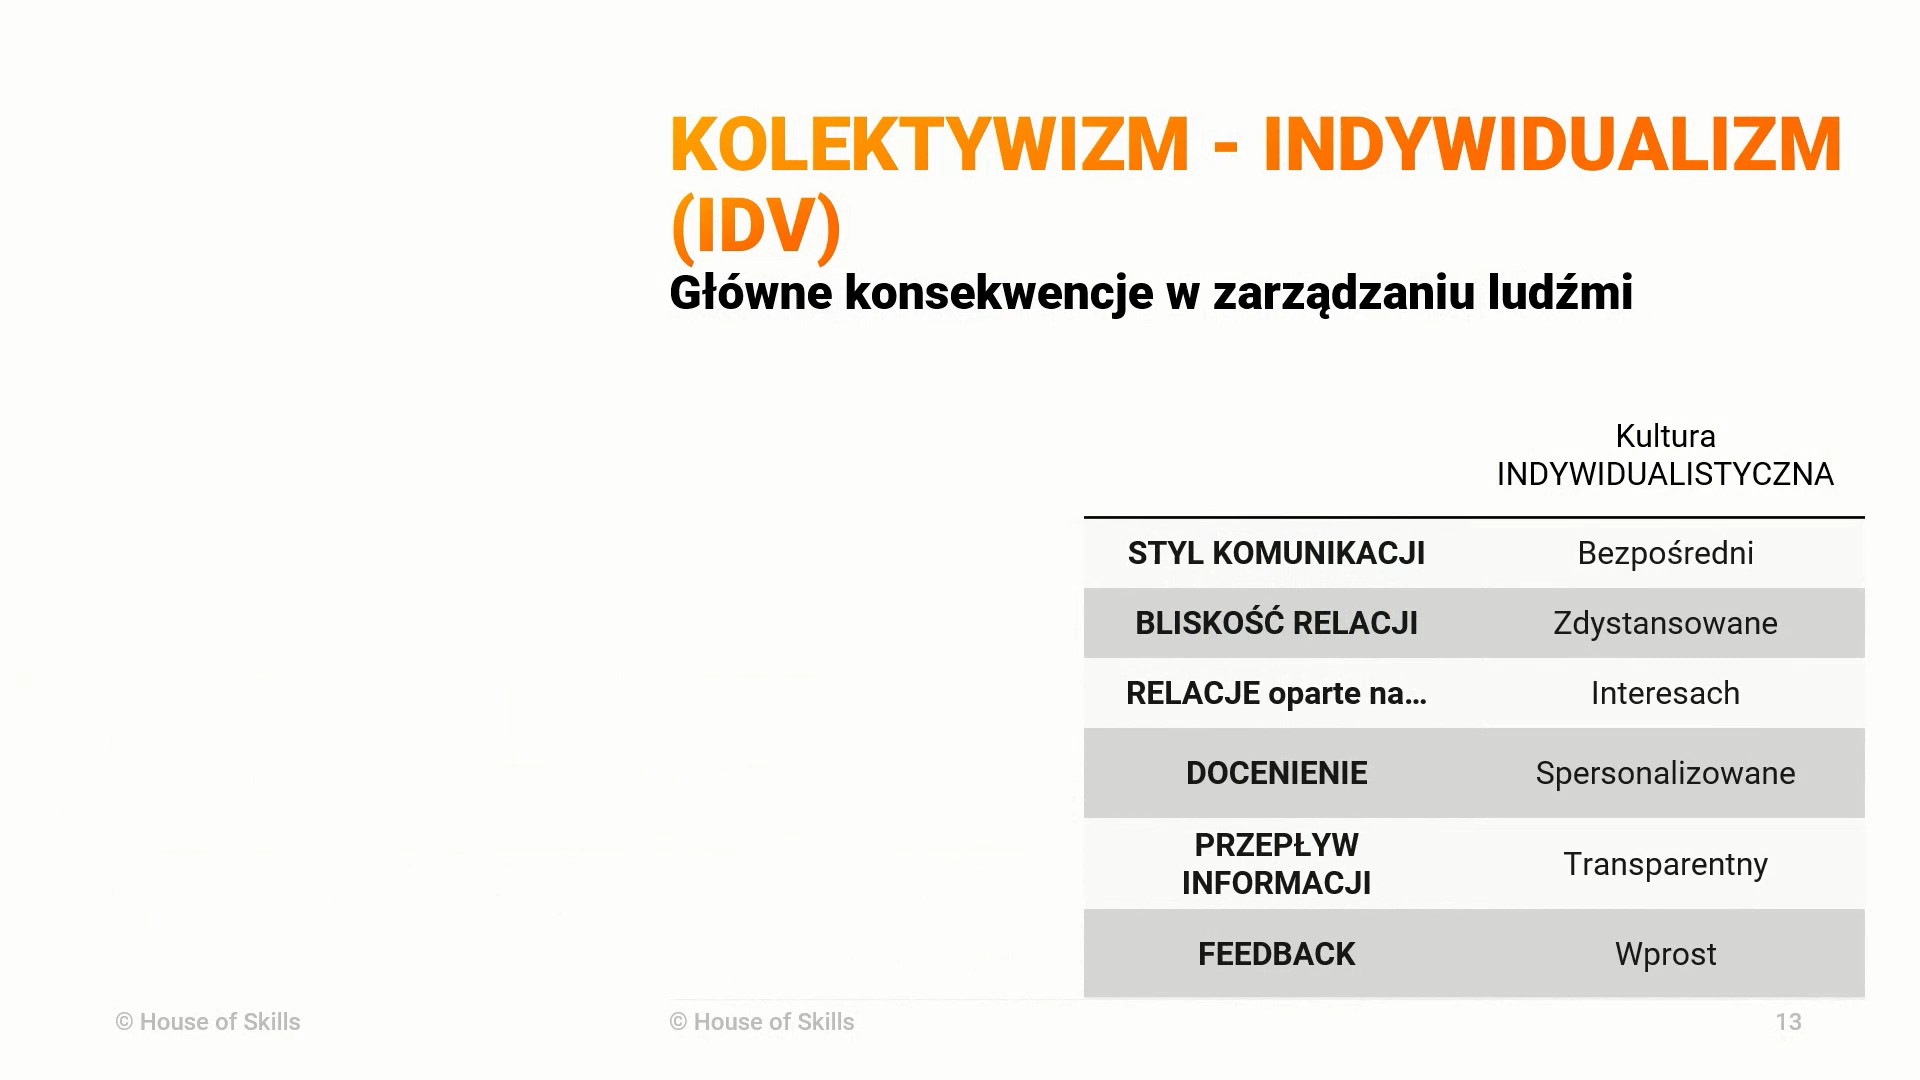 KOLEKTYWIZM - INDYWIDUALIZM
(IDV)
Główne konsekwencje w zarządzaniu ludźmi
Kultura
INDYWIDUALISTYCZNA
STYL KOMUNIKACJI Bezpośredni
BLISKOŚĆ RELACJI Zdystansowane
RELACJE oparte na... Interesach
DOCENIENIE Spersonalizowane
PRZEPŁYW
INFORMACJI Transparentny
FEEDBACK Wprost
© House of Skills © House of Skills 13